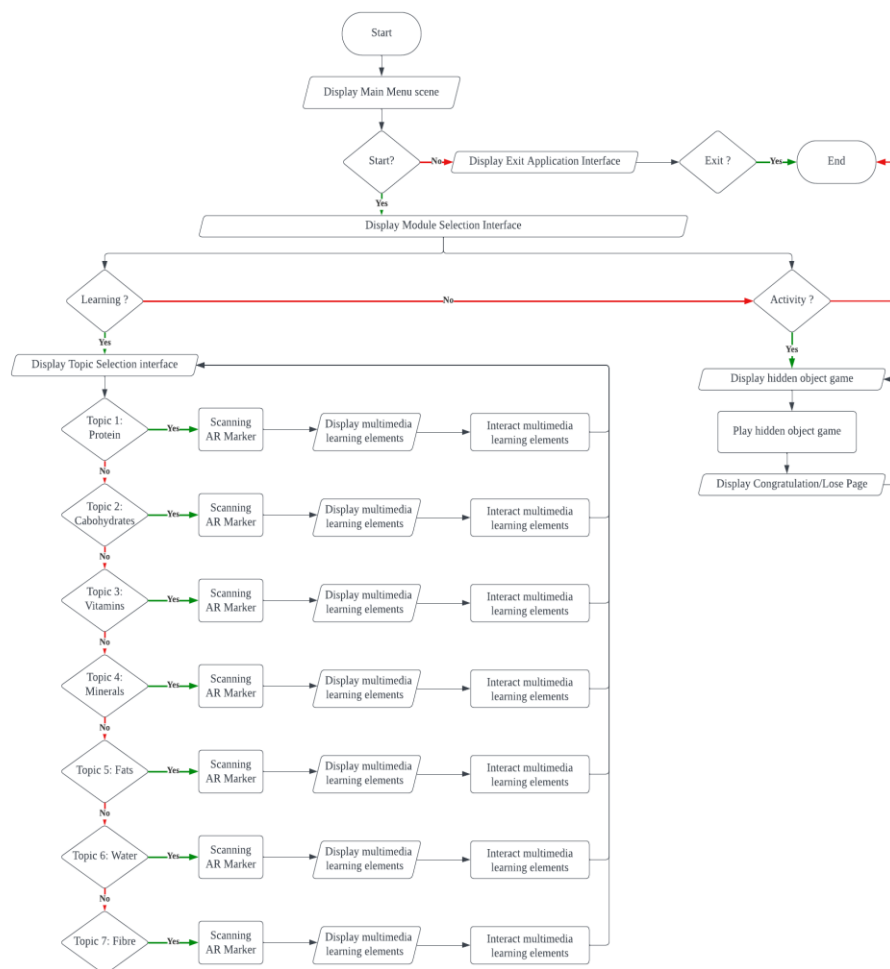 Start
Display Main Menu scene
Start?
No
Display Exit Application Interface
Exit ?
Yes
End
Yes
Display Module Selection Interface
Learning ?
No
Activity ?
Yes
Yes
Display Topic Selection interface
Display hidden object game
Topic 1:
Protein
Yes
Scanning
AR Marker
Display multimedia
learning elements
Interact multimedia
learning elements
Play hidden object game
No
Display Congratulation/Lose Page
Topic 2:
Cabohydrates
Yes
Scanning
AR Marker
Display multimedia
learning elements
Interact multimedia
learning elements
No
Topic 3:
Vitamins
Yes
Scanning
AR Marker
Display multimedia
learning elements
Interact multimedia
learning elements
No
Topic 4:
Minerals
Yes
Scanning
AR Marker
Display multimedia
learning elements
Interact multimedia
learning elements
No
Topic 5: Fats
Yes
Scanning
AR Marker
Display multimedia
learning elements
Interact multimedia
learning elements
No
Topic 6: Water
Yes
Scanning
AR Marker
Display multimedia
learning elements
Interact multimedia
learning elements
No
Topic 7: Fibre
Yes
Scanning
AR Marker
Display multimedia
learning elements
Interact multimedia
learning elements